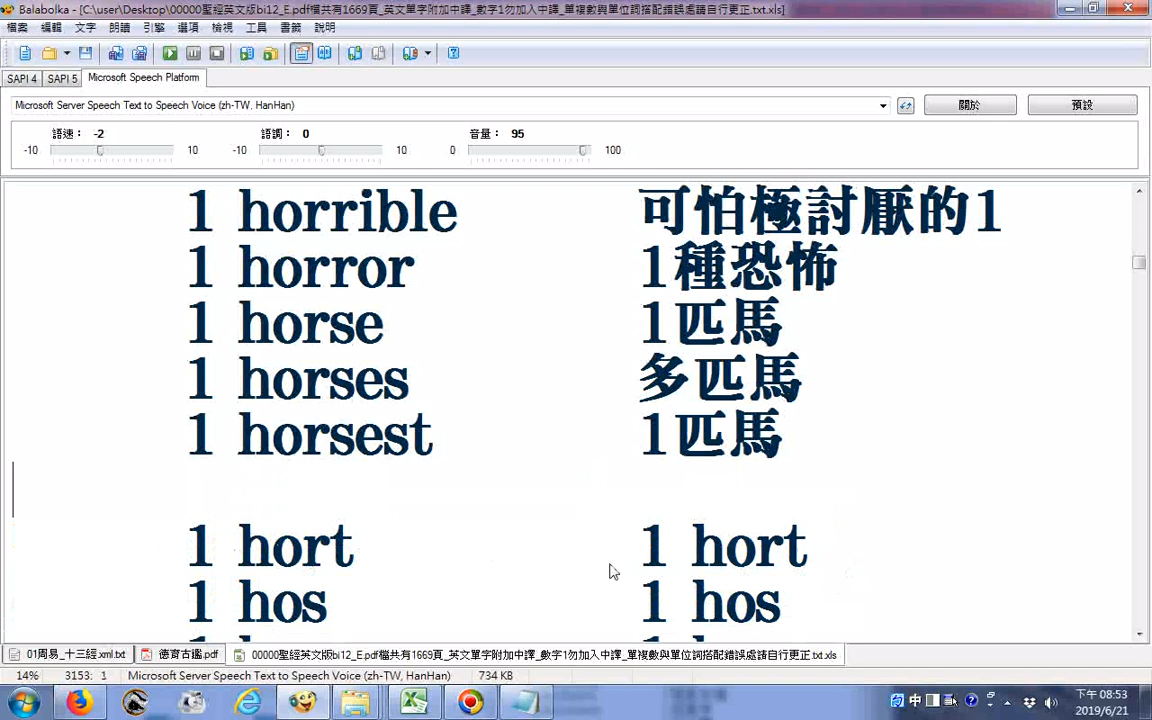 Balabolka - [C:\user\Desktop\00000聖經英文版bi12_E.pdf檔共有1669頁_英文單字附加中譯_數字1勿加入中譯_單複數與單位詞搭配錯誤處請自行更正.txt.xls]
檔案 編輯 文字 朗讀 引擎 選項 檢視 工具 書籤 說明
SAPI 4 SAPI 5 Microsoft Speech Platform
Microsoft Server Speech Text to Speech Voice (zh-TW, HanHan) 關於 預設
語速： -2 語調： 0 音量： 95
-10 10 -10 10 0 100
1 horrible 可怕極討厭的1
1 horror 1種恐怖
1 horse 1匹馬
1 horses 多匹馬
1 horsest 1匹馬
1 hort 1 hort
1 hos 1 hos
01周易_十三經.xml.txt 德育古鑑.pdf 00000聖經英文版bi12_E.pdf檔共有1669頁_英文單字附加中譯_數字1勿加入中譯_單複數與單位詞搭配錯誤處請自行更正.txt.xls
14% 3153: 1 Microsoft Server Speech Text to Speech Voice (zh-TW, HanHan) 734 KB
中 下午 08:53
2019/6/21